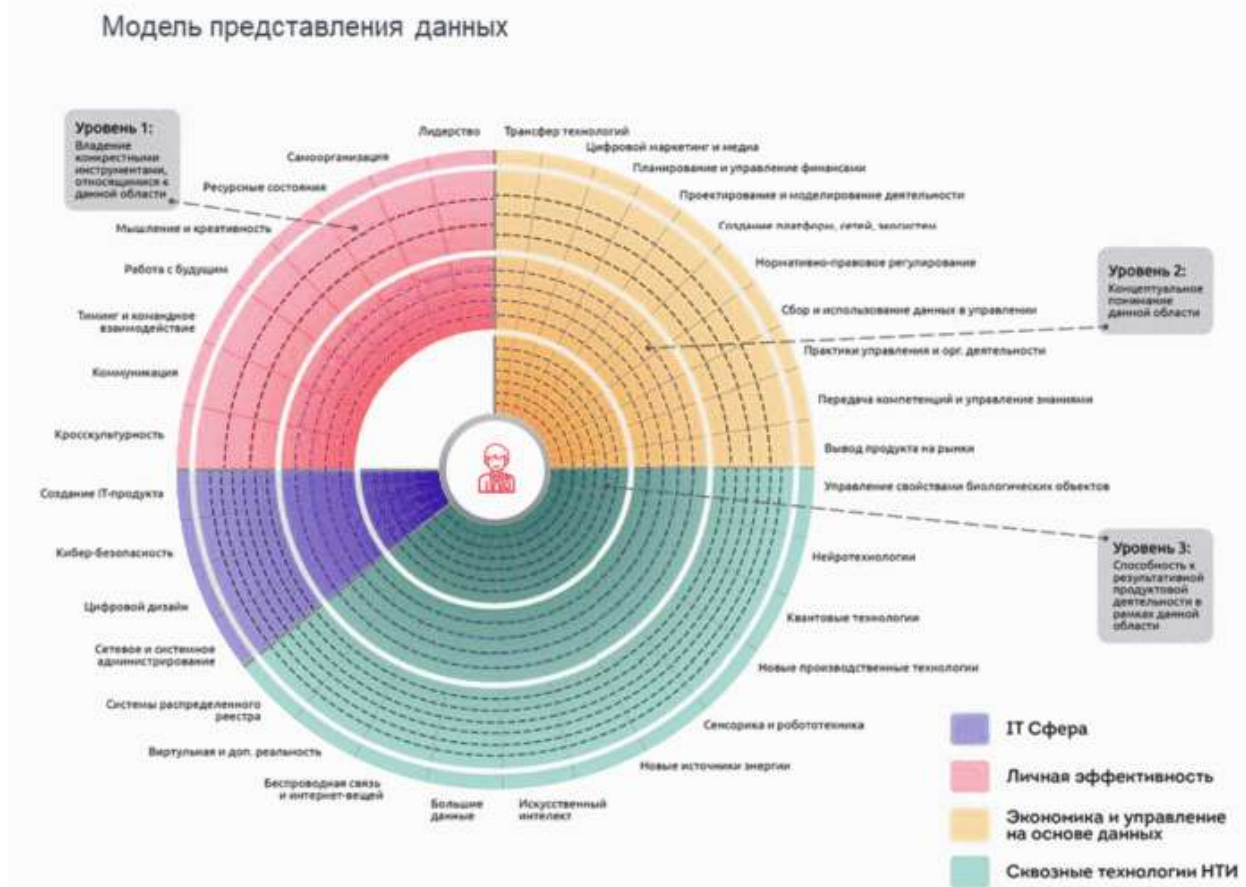 Модель представления данных
Уровень 1:
Владение
конкрестными
инструментами,
относящимися к
данной области
Лидерство
Самоорганизация
Ресурсные состояния
Мышление и креативность
Работа с будущим
Тиминг и командное
взаимодействие
Коммуникация
Кросскультурность
Создание IT-продукта
Кибер-безопасность
Цифровой дизайн
Сетевое и системное
администрирование
Системы распределенного
реестра
Виртульная и доп. реальность
Беспроводная связь
и интернет-вещей
Большие
данные
Искусственный
интелект
Трансфер технологий
Цифровой маркетинг и медиа
Планирование и управление финансами
Проектирование и моделирование деятельности
Создание платформ, сетей, экосистем
Нормативно-правовое регулирование
Сбор и использование данных в управлении
Практики управления и орг. деятельности
Передача компетенций и управление знаниями
Вывод продукта на рынки
Управление свойствами биологических объектов
Нейротехнологии
Квантовые технологии
Новые производственные технологии
Сенсорика и робототехника
Новые источники энергии
Уровень 2:
Концептуальное
понимание
данной области
Уровень 3:
Способность к
результативной
продуктовой
деятельности в
рамках данной
области
IT Сфера
Личная эффективность
Экономика и управление
на основе данных
Сквозные технологии НТИ